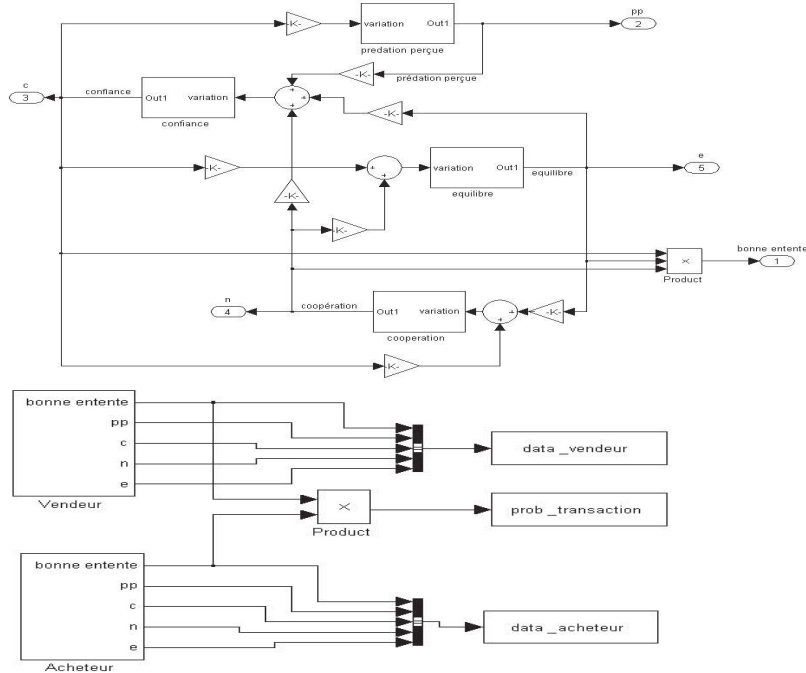 pp
-K-
variation
Out1
2
predation perçue
-K-
prédation perçue
c
3
confiance
Out1
variation
confiance
+
+
+
-K-
-K-
+
+
variation
Out1
equilibre
equilibre
e
5
-K-
-K-
bonne entente
×
1
Product
n
4
coopération
Out1
variation
cooperation
+
+
-K-
-K-
bonne entente
pp
c
n
e
Vendeur
data _vendeur
×
Product
prob _transaction
bonne entente
pp
c
n
e
Acheteur
data _acheteur